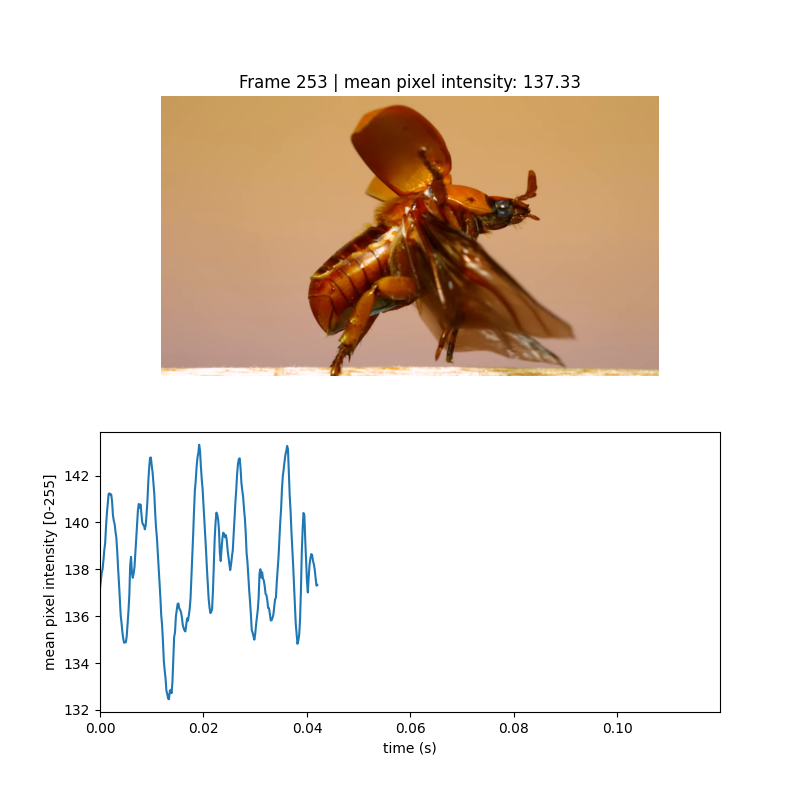 Frame 253 | mean pixel intensity: 137.33
mean pixel intensity [0-255]
142
140
138
136
134
132
0.00 0.02 0.04 0.06 0.08 0.10
time (s)